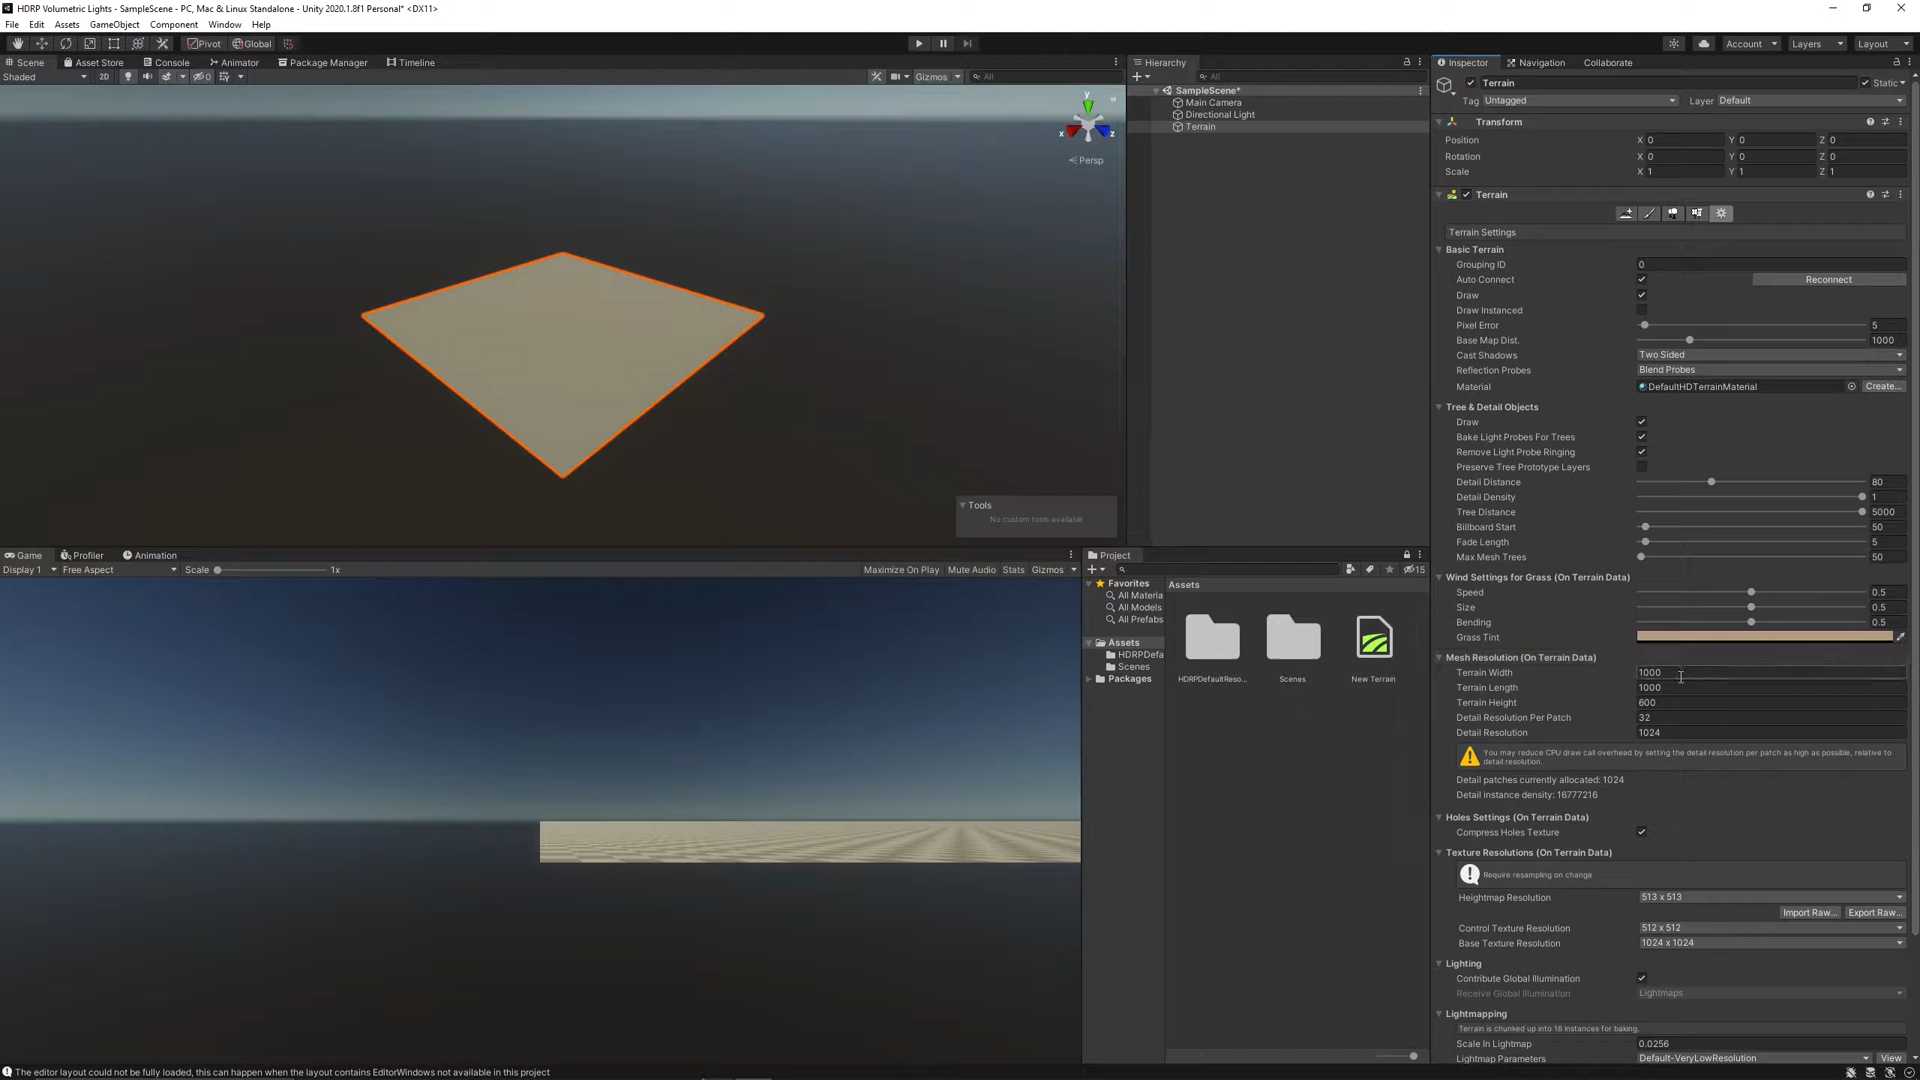 HDRP Volumetric Lights - SampleScene - PC, Mac & Linux Standalone - Unity 2020.1.8f1 Personal* <DX11>
File Edit Assets GameObject Component Window Help
Pivot Global
Account Layers Layout
Scene Asset Store Console Animator Package Manager Timeline
Shaded 2D 0 Gizmos All
y
x z
Persp
Tools
No custom tools available
Hierarchy
All
SampleScene*
Main Camera
Directional Light
Terrain
Game Profiler Animation
Display 1 Free Aspect Scale 1x Maximize On Play Mute Audio Stats Gizmos
Project
15
Favorites
All Materia
All Models
All Prefabs
Assets
HDRPDefa
Scenes
Packages
Assets
HDRPDefaultReso...
Scenes
New Terrain
Inspector Navigation Collaborate
Terrain Static
Tag Untagged Layer Default
Transform
Position X 0 Y 0 Z 0
Rotation X 0 Y 0 Z 0
Scale X 1 Y 1 Z 1
Terrain
Terrain Settings
Basic Terrain
Grouping ID 0
Auto Connect Reconnect
Draw
Draw Instanced
Pixel Error 5
Base Map Dist. 1000
Cast Shadows Two Sided
Reflection Probes Blend Probes
Material DefaultHDTerrainMaterial Create...
Tree & Detail Objects
Draw
Bake Light Probes For Trees
Remove Light Probe Ringing
Preserve Tree Prototype Layers
Detail Distance 80
Detail Density 1
Tree Distance 5000
Billboard Start 50
Fade Length 5
Max Mesh Trees 50
Wind Settings for Grass (On Terrain Data)
Speed 0.5
Size 0.5
Bending 0.5
Grass Tint
Mesh Resolution (On Terrain Data)
Terrain Width 1000
Terrain Length 1000
Terrain Height 600
Detail Resolution Per Patch 32
Detail Resolution 1024
You may reduce CPU draw call overhead by setting the detail resolution per patch as high as possible, relative to
detail resolution.
Detail patches currently allocated: 1024
Detail instance density: 16777216
Holes Settings (On Terrain Data)
Compress Holes Texture
Texture Resolutions (On Terrain Data)
Require resampling on change
Heightmap Resolution 513 x 513
Import Raw... Export Raw...
Control Texture Resolution 512 x 512
Base Texture Resolution 1024 x 1024
Lighting
Contribute Global Illumination
Receive Global Illumination Lightmaps
Lightmapping
Terrain is chunked up into 16 instances for baking.
Scale In Lightmap 0.0256
Lightmap Parameters Default-VeryLowResolution View
The editor layout could not be fully loaded, this can happen when the layout contains EditorWindows not available in this project